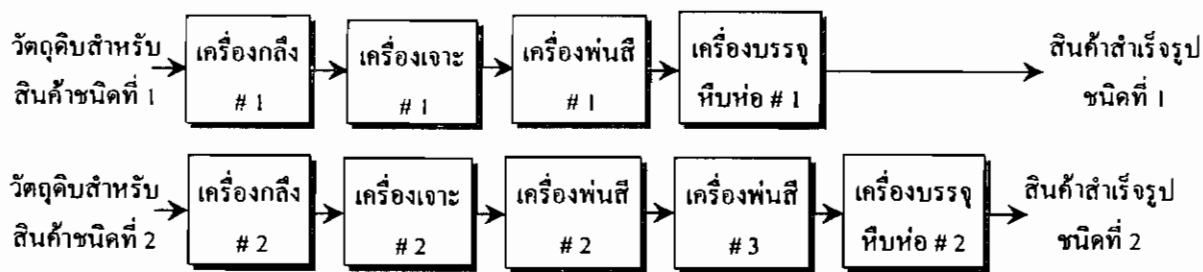 วัตถุดิบสำหรับ
สินค้าชนิดที่ 1
เครื่องกลึง
# 1
เครื่องเจาะ
# 1
เครื่องพ่นสี
# 1
เครื่องบรรจุ
หีบห่อ # 1
สินค้าสำเร็จรูป
ชนิดที่ 1
วัตถุดิบสำหรับ
สินค้าชนิดที่ 2
เครื่องกลึง
# 2
เครื่องเจาะ
# 2
เครื่องพ่นสี
# 2
เครื่องพ่นสี
# 3
เครื่องบรรจุ
หีบห่อ # 2
สินค้าสำเร็จรูป
ชนิดที่ 2